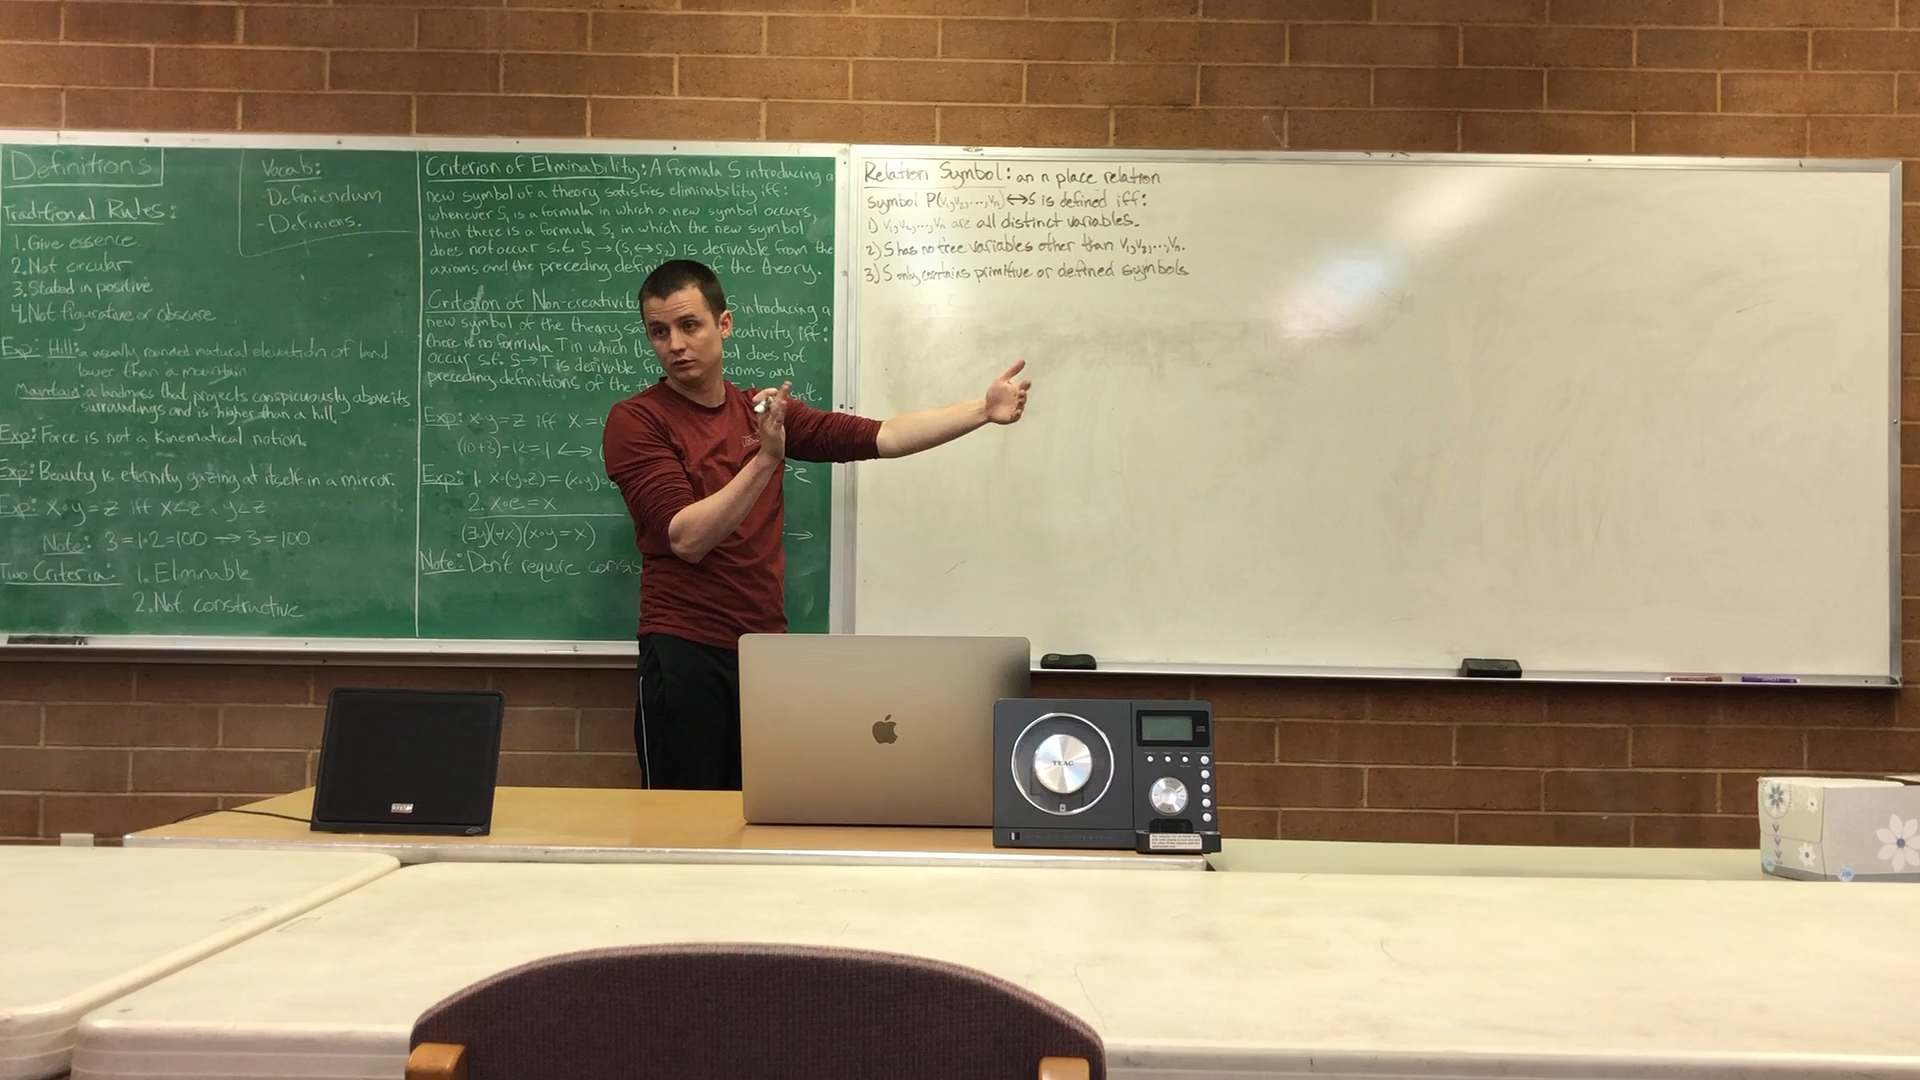 Definitions
Traditional Rules:
1. Give essence
2. Not circular
3. Stated in positive
4. Not figurative or obscure
Exp: Hill: a usually rounded natural elevation of land
lower than a mountain
Mountain: a landmass that projects conspicuously above its
surroundings and is higher than a hill.
Exp: Force is not a Kinematical notion.
Exp: Beauty is eternity gazing at itself in a mirror.
Exp: x∘y=z iff x<z ∧ y<z
Note: 3=1∘2=100 → 3=100
Two Criteria: 1. Elminable
2. Not constructive
Vocab:
- Definiendum
- Definiens.
Criterion of Elminability: A formula S introducing a
new symbol of a theory satisfies eliminability iff:
whenever S₁ is a formula in which a new symbol occurs,
then there is a formula S₂ in which the new symbol
does not occur s.t. S → (S₁ ↔ S₂) is derivable from the
axioms and the preceding the theory.
Criterion of Non-creativity S introducing a
new symbol of the theory iff:
there is no formula T in which the does not
occur s.t. S → T is derivable and
preceding definitions of the
Exp: x∘y=z iff x=
(10+3)-12=1 ↔
Exp: 1. x∘(y∘z)=(x∘y)∘
2. x∘e=x
(∃y)(∀x)(x∘y=x)
→
Note: Don't require
Relation Symbol: an n place relation
symbol P(v₁,v₂,...,vₙ) ↔ S is defined iff:
1) v₁,v₂,...,vₙ are all distinct variables.
2) S has no free variables other than v₁,v₂,...,vₙ.
3) S only contains primitive or defined symbols
TEAC